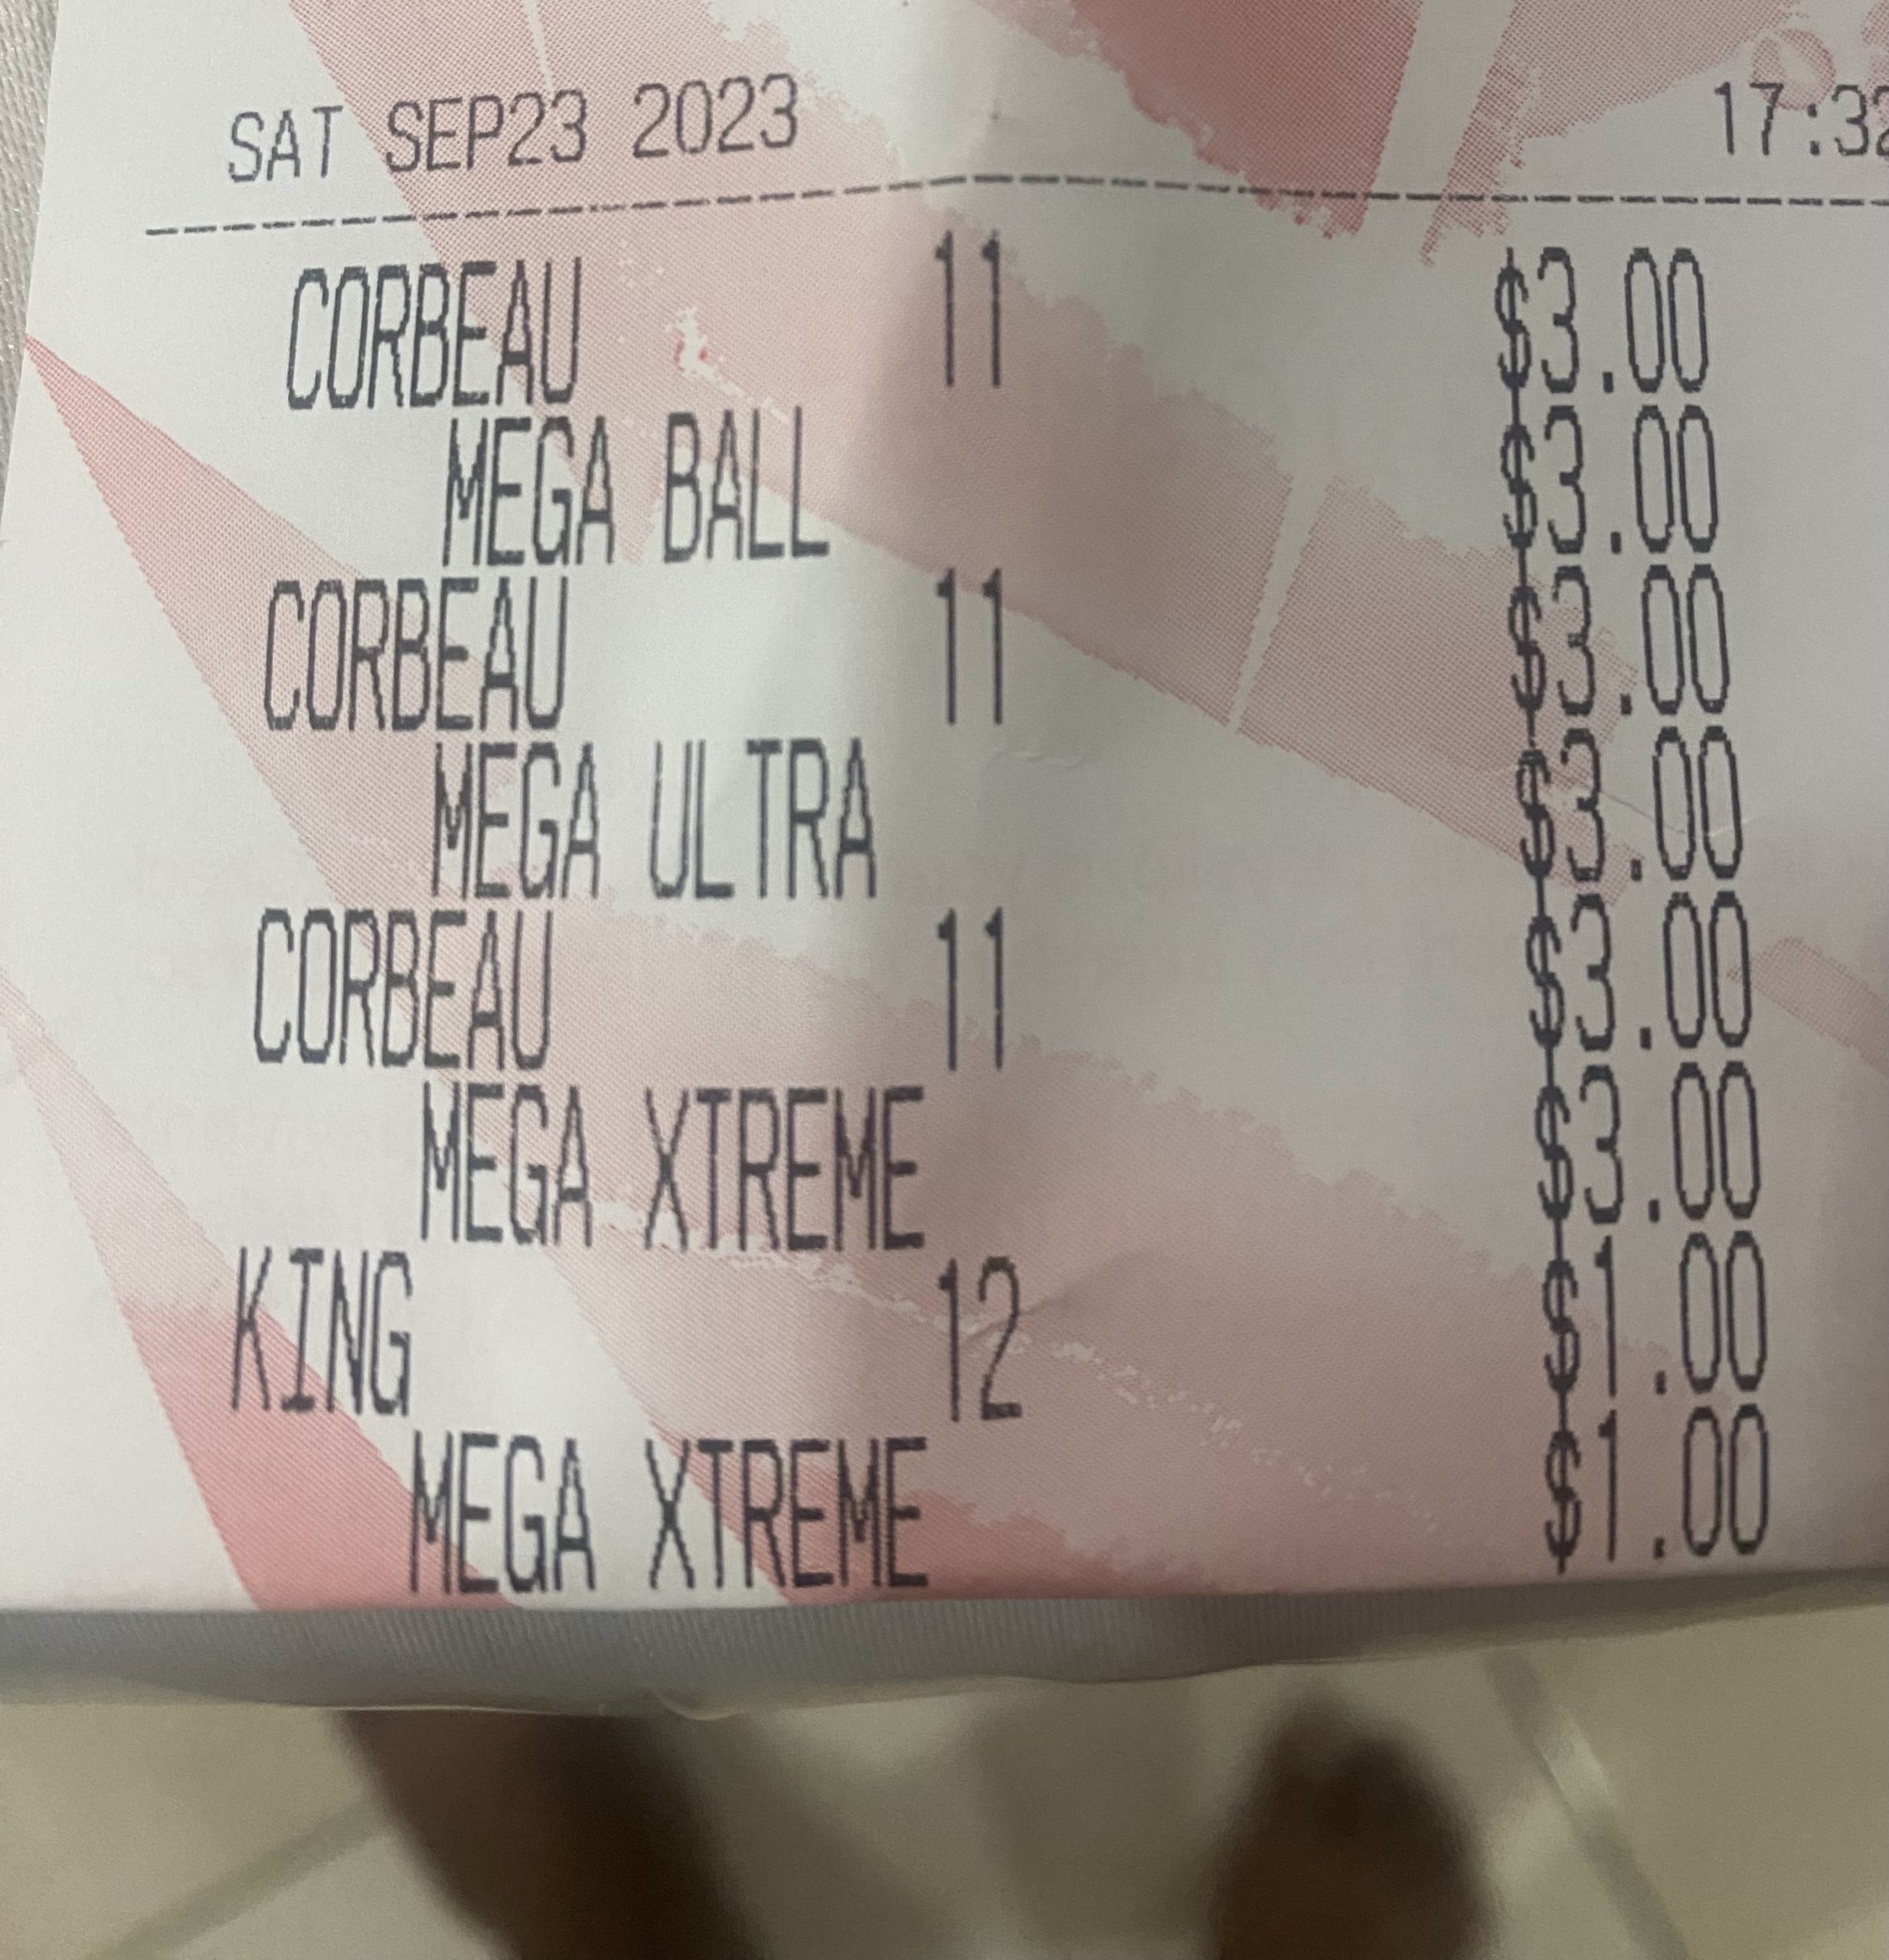 SAT SEP23 2023 17:32
CORBEAU 11 $3.00
MEGA BALL $3.00
CORBEAU 11 $3.00
MEGA ULTRA $3.00
CORBEAU 11 $3.00
MEGA XTREME $3.00
KING 12 $1.00
MEGA XTREME $1.00